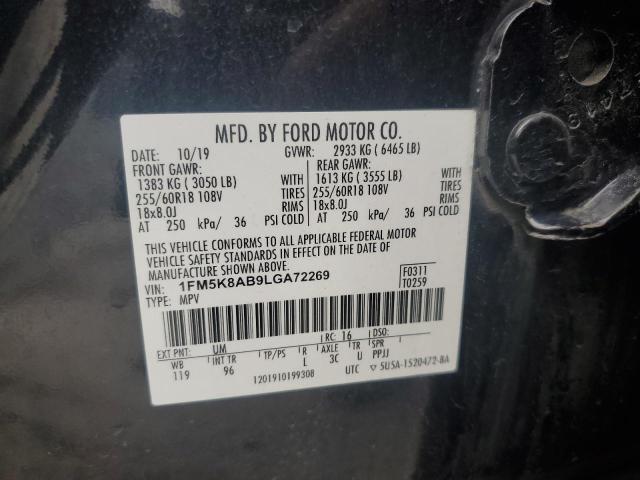 MFD. BY FORD MOTOR CO.
DATE: 10/19 GVWR: 2933 KG ( 6465 LB)
FRONT GAWR: REAR GAWR:
1383 KG ( 3050 LB) 1613 KG ( 3555 LB)
255/60R18 108V TIRES 255/60R18 108V TIRES
18x8.0J RIMS 18x8.0J RIMS
AT 250 kPa/ 36 PSI COLD AT 250 kPa/ 36 PSI COLD
THIS VEHICLE CONFORMS TO ALL APPLICABLE FEDERAL MOTOR
VEHICLE SAFETY STANDARDS IN EFFECT ON THE DATE OF
MANUFACTURE SHOWN ABOVE.
VIN: 1FM5K8AB9LGA72269 F0311
TYPE: MPV T0259
EXT PNT: UM RC: 16 DSO:
WB INT TR TP/PS R AXLE TR SPR
119 96 L 3C U PPJJ
1201910199308 UTC ▽ 5U5A-1520472-BA